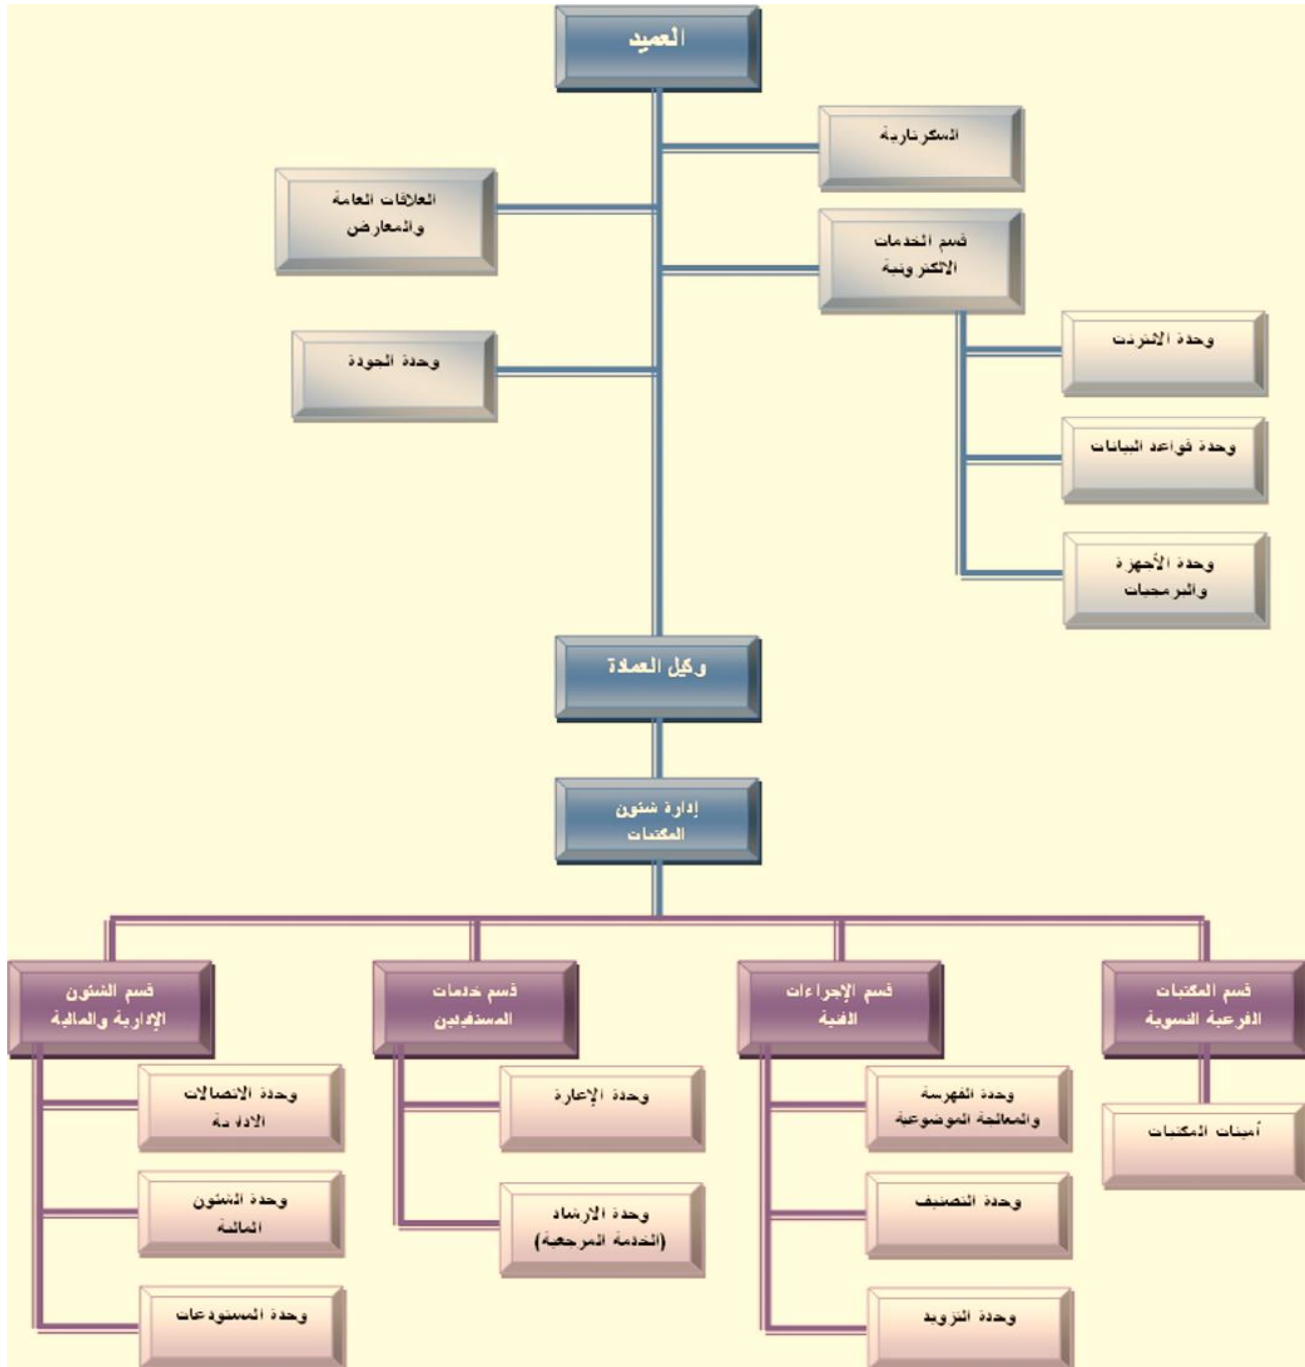 العميد
السكرتارية
العلاقات العامة
والمعارض
قسم الخدمات
الالكترونية
وحدة الجودة
وحدة الانترنت
وحدة قواعد البيانات
وحدة الأجهزة
والبرمجيات
وكيل العمادة
إدارة شئون
المكتبات
قسم المكتبات
الفرعية النسوية
أمينات المكتبات
قسم الإجراءات
الفنية
وحدة الفهرسة
والمعالجة الموضوعية
وحدة التصنيف
وحدة التزويد
قسم خدمات
المستفيدين
وحدة الإعارة
وحدة الارشاد
(الخدمة المرجعية)
قسم الشئون
الإدارية والمالية
وحدة الاتصالات
الادارية
وحدة الشئون
المالية
وحدة المستودعات